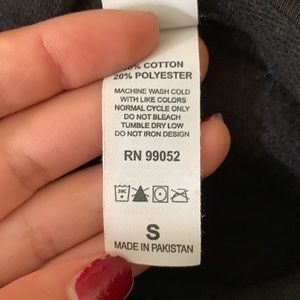 COTTON
20% POLYESTER
MACHINE WASH COLD
WITH LIKE COLORS
NORMAL CYCLE ONLY
DO NOT BLEACH
TUMBLE DRY LOW
DO NOT IRON DESIGN
RN 99052
S
MADE IN PAKISTAN